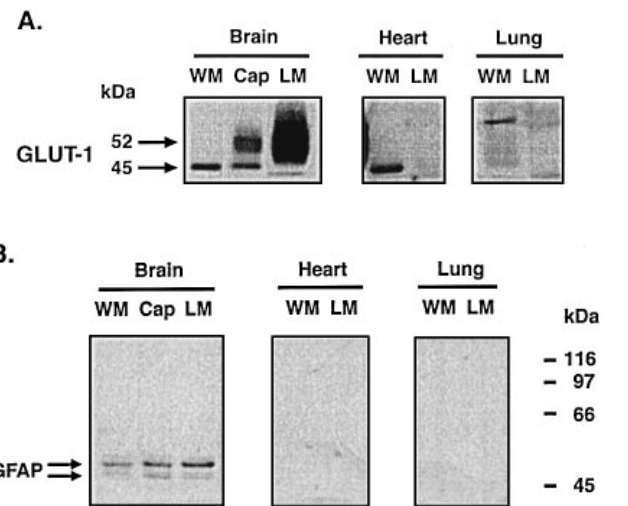 A.
Brain Heart Lung
WM Cap LM WM LM WM LM
kDa
52
GLUT-1
45
B.
Brain Heart Lung
WM Cap LM WM LM WM LM
kDa
116
97
66
GFAP
45